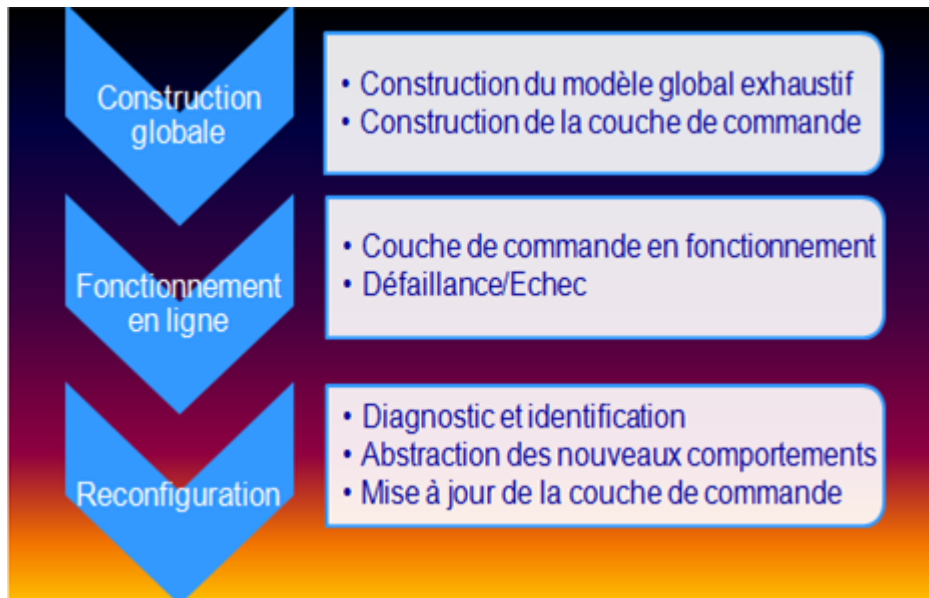 Construction
globale
• Construction du modèle global exhaustif
• Construction de la couche de commande
Fonctionnement
en ligne
• Couche de commande en fonctionnement
• Défaillance/Echec
Reconfiguration
• Diagnostic et identification
• Abstraction des nouveaux comportements
• Mise à jour de la couche de commande